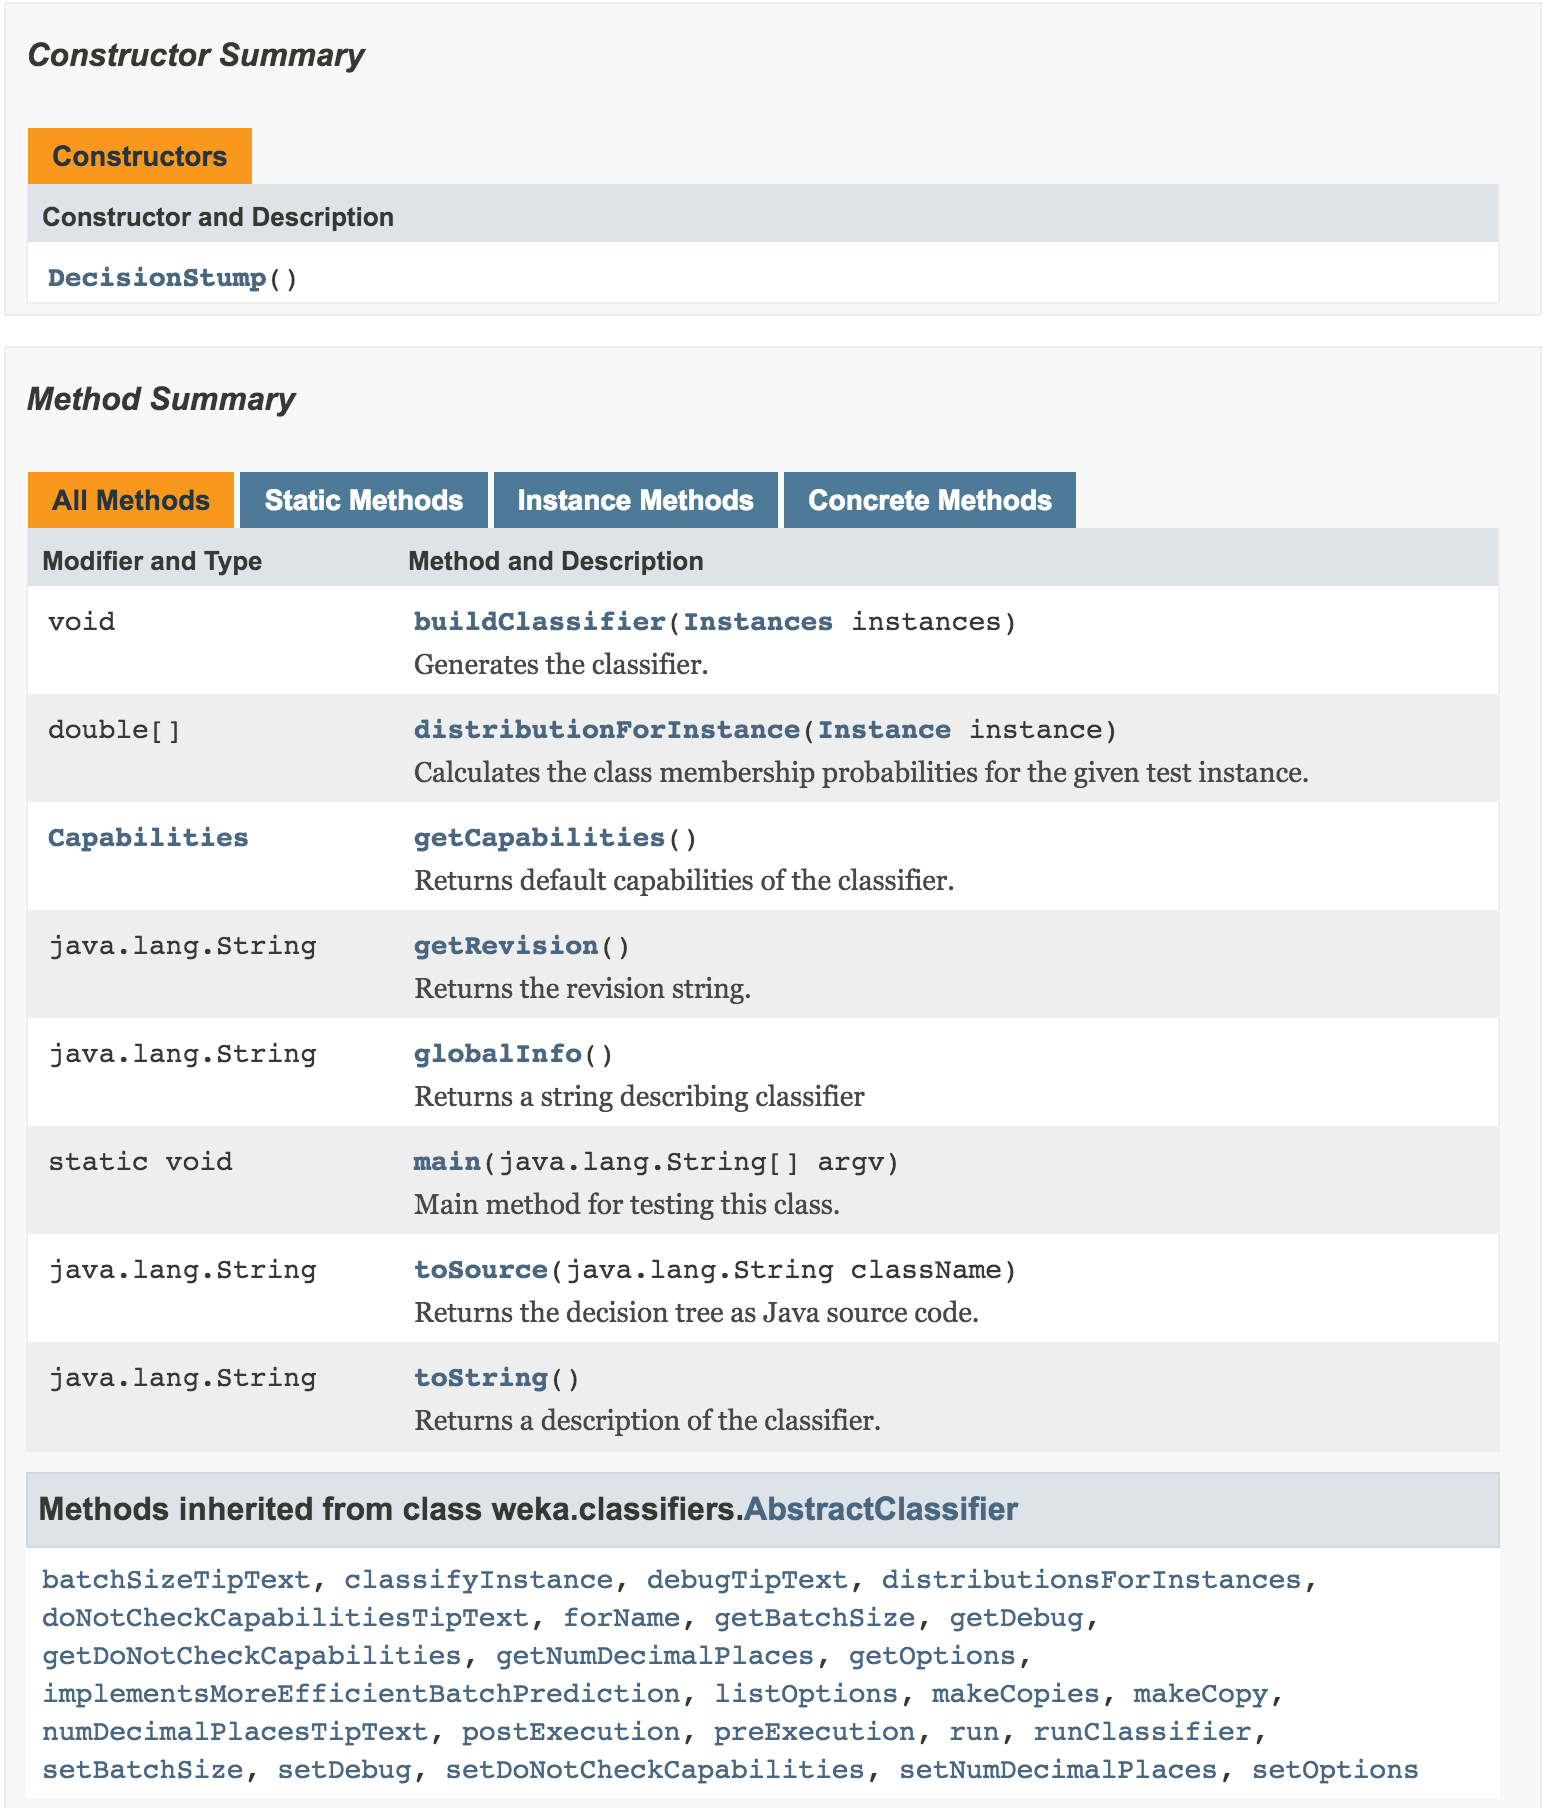 Constructor Summary
Constructors
Constructor and Description
DecisionStump()
Method Summary
All Methods Static Methods Instance Methods Concrete Methods
Modifier and Type Method and Description
void buildClassifier(Instances instances)
Generates the classifier.
double[] distributionForInstance(Instance instance)
Calculates the class membership probabilities for the given test instance.
Capabilities getCapabilities()
Returns default capabilities of the classifier.
java.lang.String getRevision()
Returns the revision string.
java.lang.String globalInfo()
Returns a string describing classifier
static void main(java.lang.String[] argv)
Main method for testing this class.
java.lang.String toSource(java.lang.String className)
Returns the decision tree as Java source code.
java.lang.String toString()
Returns a description of the classifier.
Methods inherited from class weka.classifiers.AbstractClassifier
batchSizeTipText, classifyInstance, debugTipText, distributionsForInstances,
doNotCheckCapabilitiesTipText, forName, getBatchSize, getDebug,
getDoNotCheckCapabilities, getNumDecimalPlaces, getOptions,
implementsMoreEfficientBatchPrediction, listOptions, makeCopies, makeCopy,
numDecimalPlacesTipText, postExecution, preExecution, run, runClassifier,
setBatchSize, setDebug, setDoNotCheckCapabilities, setNumDecimalPlaces, setOptions